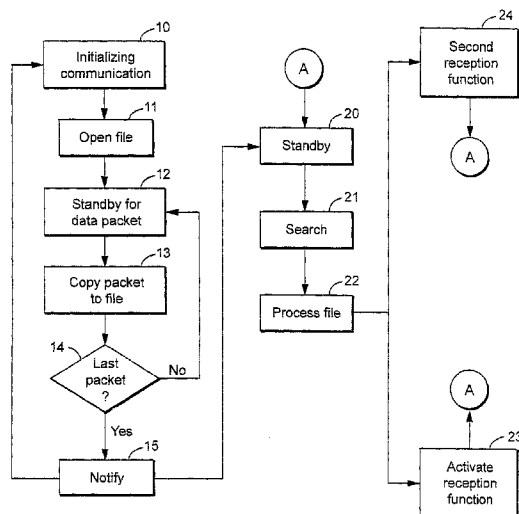 10
Initializing
communication
11
Open file
12
Standby for
data packet
13
Copy packet
to file
14
Last
packet
?
No
Yes
15
Notify
A
20
Standby
21
Search
22
Process file
24
Second
reception
function
A
A
23
Activate
reception
function